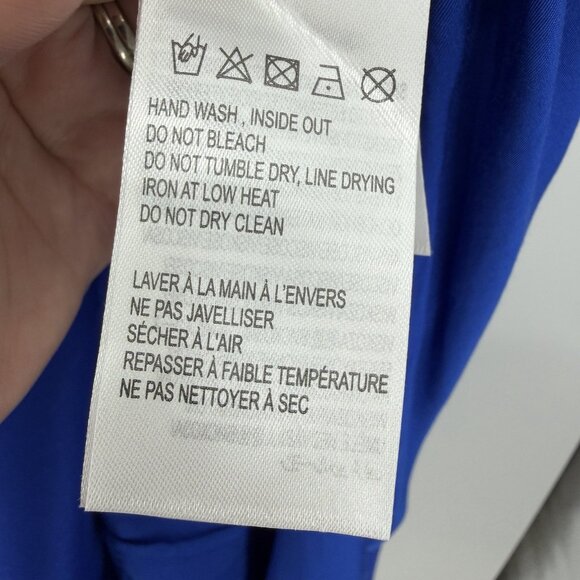 HAND WASH , INSIDE OUT
DO NOT BLEACH
DO NOT TUMBLE DRY, LINE DRYING
IRON AT LOW HEAT
DO NOT DRY CLEAN
LAVER À LA MAIN À L'ENVERS
NE PAS JAVELLISER
SÉCHER À L'AIR
REPASSER À FAIBLE TEMPÉRATURE
NE PAS NETTOYER À SEC